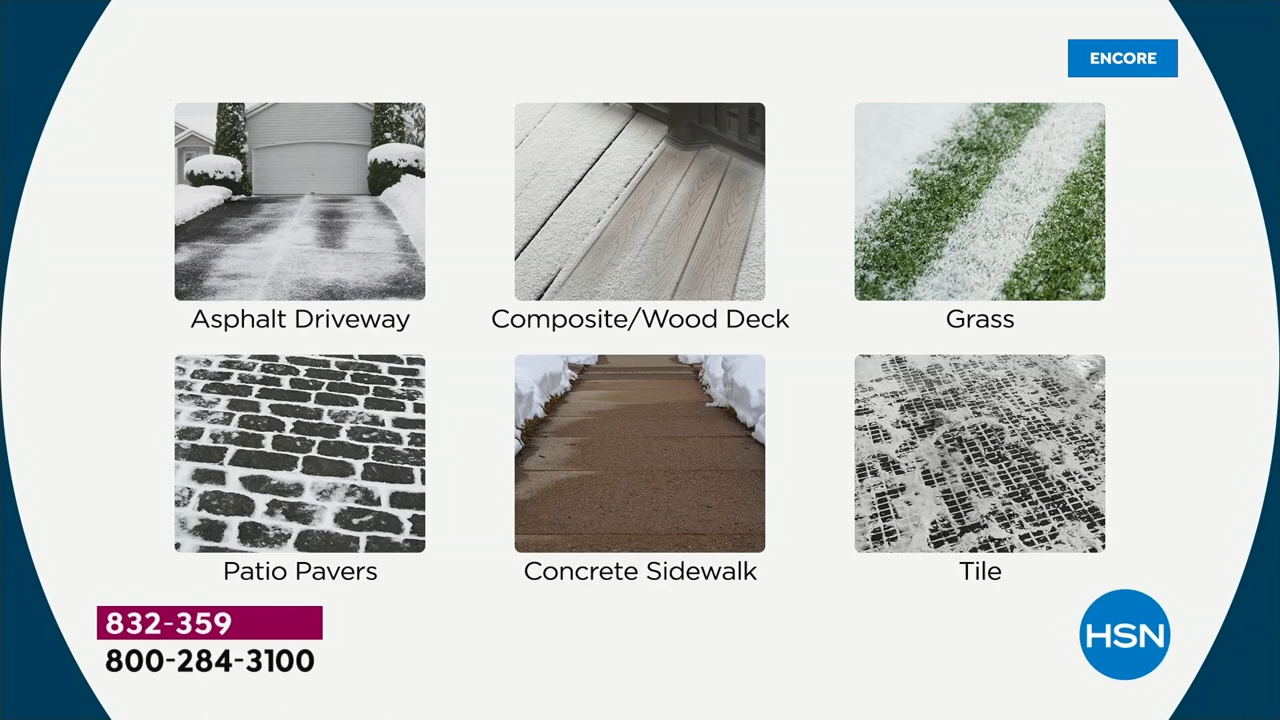 ENCORE
Asphalt Driveway
Composite/Wood Deck
Grass
Patio Pavers
Concrete Sidewalk
Tile
832-359
800-284-3100
HSN